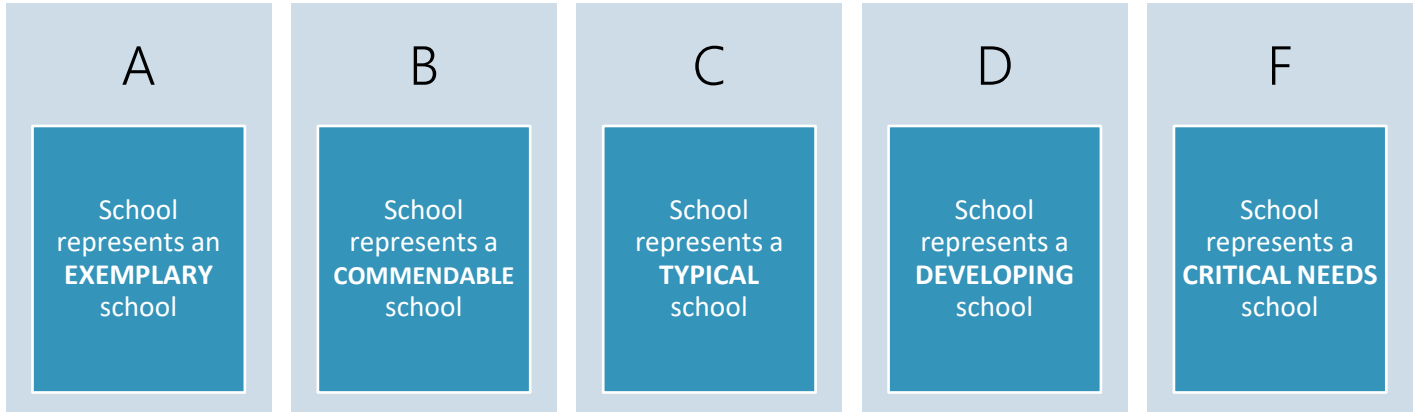 A
School
represents an
EXEMPLARY
school
B
School
represents a
COMMENDABLE
school
C
School
represents a
TYPICAL
school
D
School
represents a
DEVELOPING
school
F
School
represents a
CRITICAL NEEDS
school